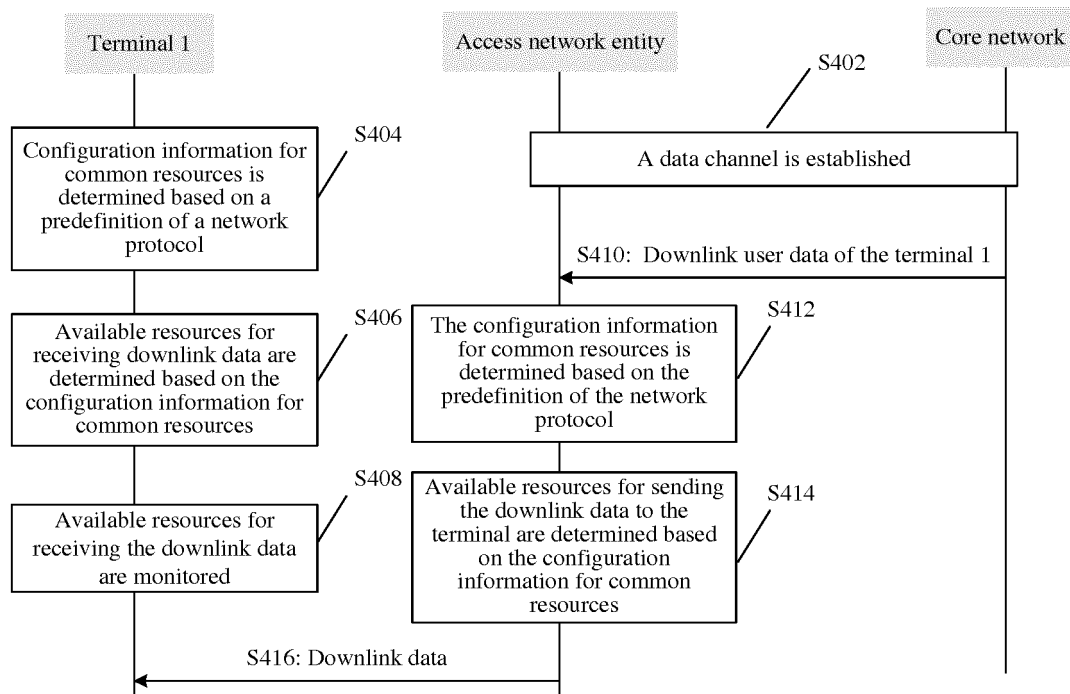 Terminal 1
Access network entity
Core network
S402
S404
Configuration information for
common resources is
determined based on a
predefinition of a network
protocol
A data channel is established
S410: Downlink user data of the terminal 1
S406
Available resources for
receiving downlink data are
determined based on the
configuration information for
common resources
S412
The configuration information
for common resources is
determined based on the
predefinition of the network
protocol
S408
Available resources for
receiving the downlink data
are monitored
S414
Available resources for sending
the downlink data to the
terminal are determined based
on the configuration
information for common
resources
S416: Downlink data